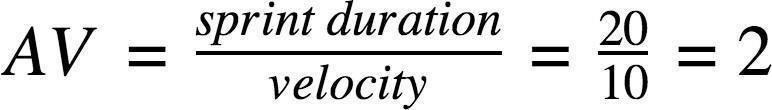 AV = sprint duration / velocity = 20 / 10 = 2